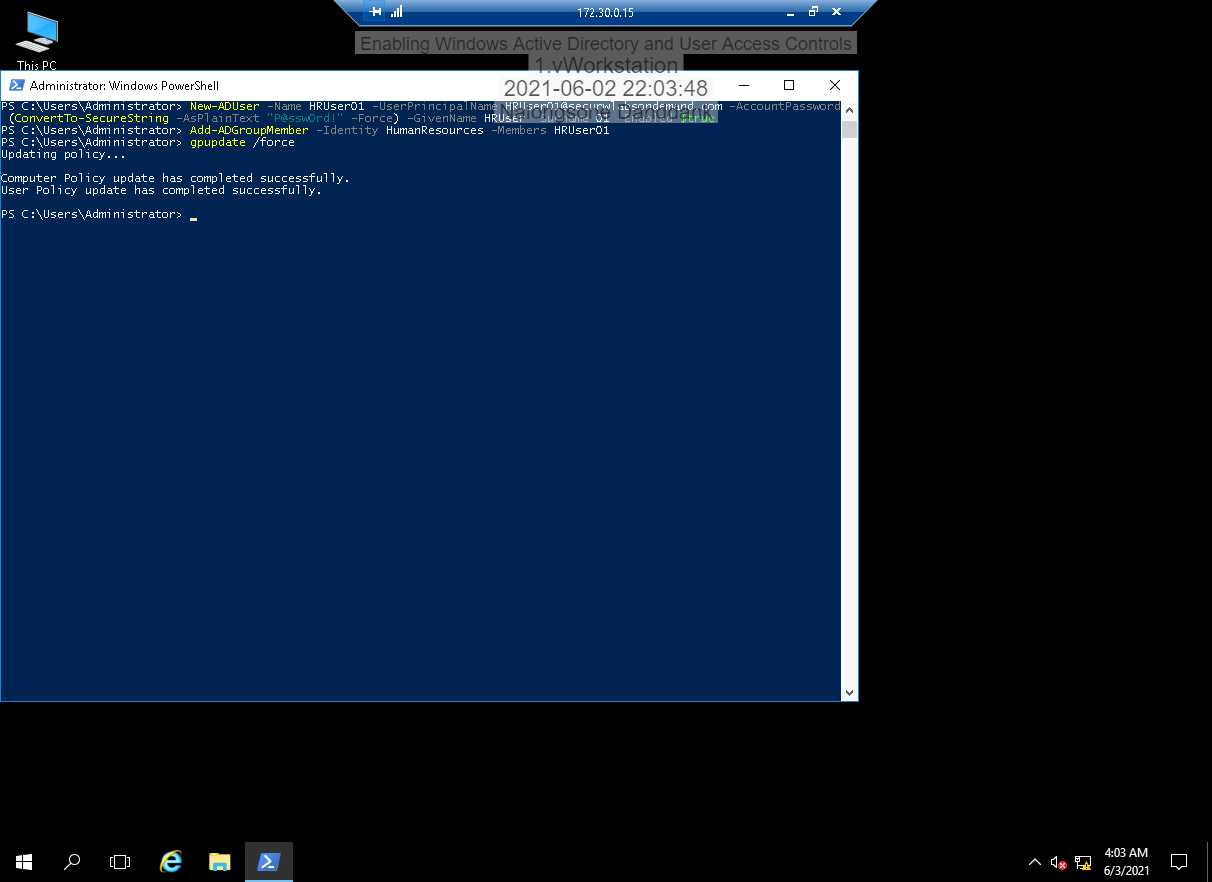 172.30.0.15
Enabling Windows Active Directory and User Access Controls
1.vWorkstation
2021-06-02 22:03:48
This PC
Administrator: Windows PowerShell
PS C:\Users\Administrator> New-ADUser -Name HRUser01 -UserPrincipalName -AccountPassword
(ConvertTo-SecureString -AsPlainText "P@ssw0rd!" -Force) -GivenName HRUser 01 $true
PS C:\Users\Administrator> Add-ADGroupMember -Identity HumanResources -Members HRUser01
PS C:\Users\Administrator> gpupdate /force
Updating policy...
Computer Policy update has completed successfully.
User Policy update has completed successfully.
PS C:\Users\Administrator> _
4:03 AM
6/3/2021